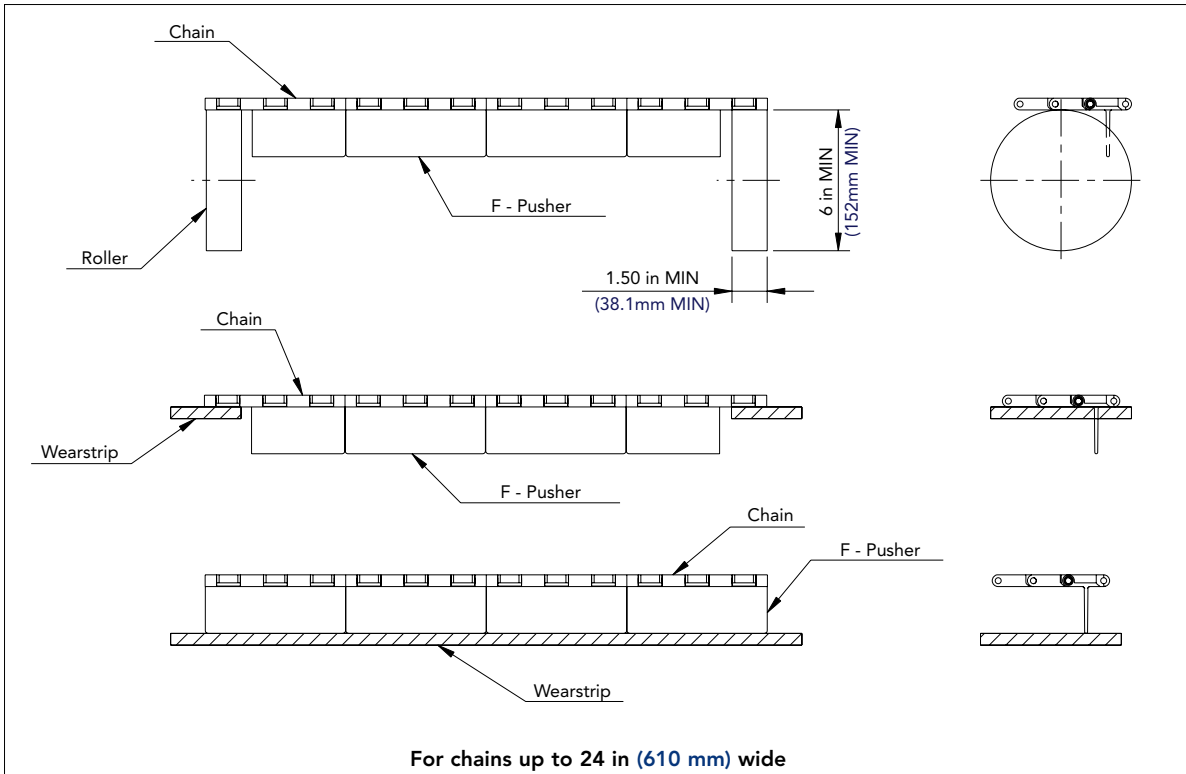 Chain
F - Pusher
Roller
6 in MIN
(152mm MIN)
1.50 in MIN
(38.1mm MIN)
Chain
Wearstrip
F - Pusher
Chain
F - Pusher
Wearstrip
For chains up to 24 in (610 mm) wide